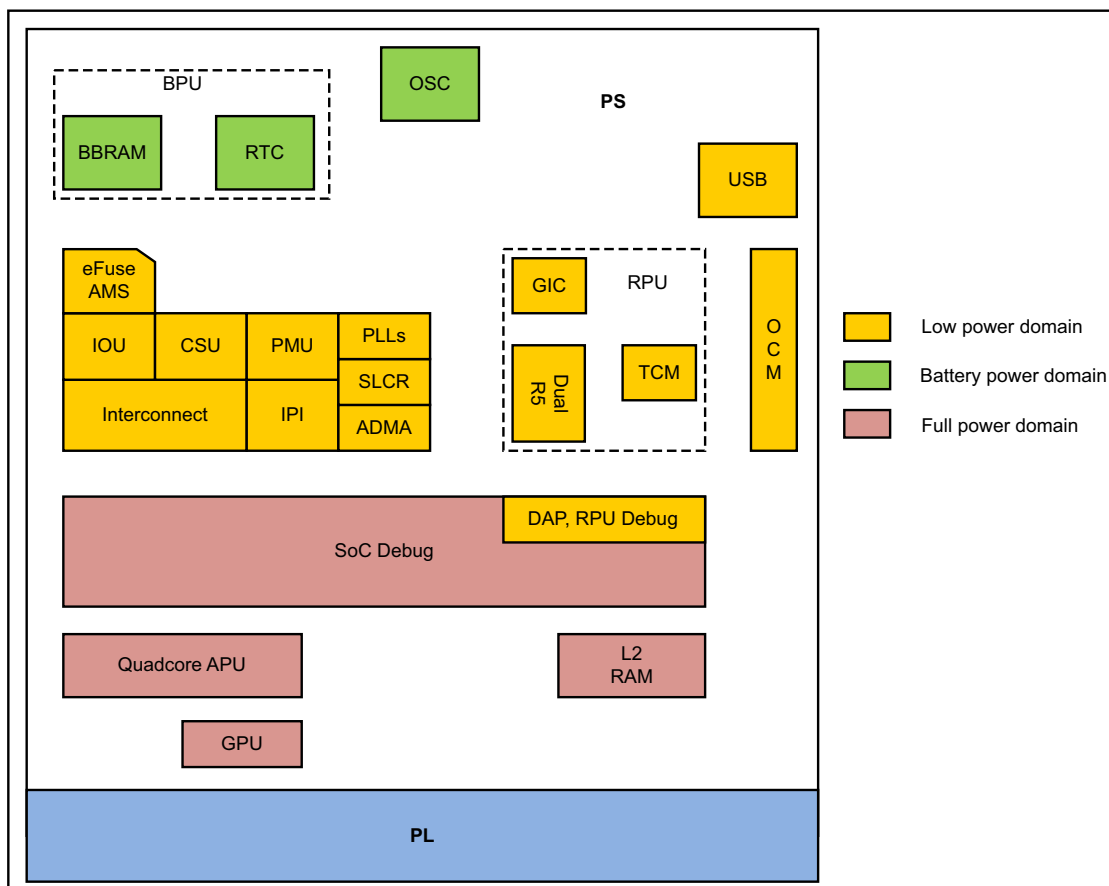 BPU
OSC
PS
BBRAM
RTC
USB
eFuse
AMS
GIC
RPU
OCM
IOU
CSU
PMU
PLLs
SLCR
Dual
R5
TCM
Interconnect
IPI
ADMA
Low power domain
Battery power domain
Full power domain
DAP, RPU Debug
SoC Debug
Quadcore APU
L2
RAM
GPU
PL